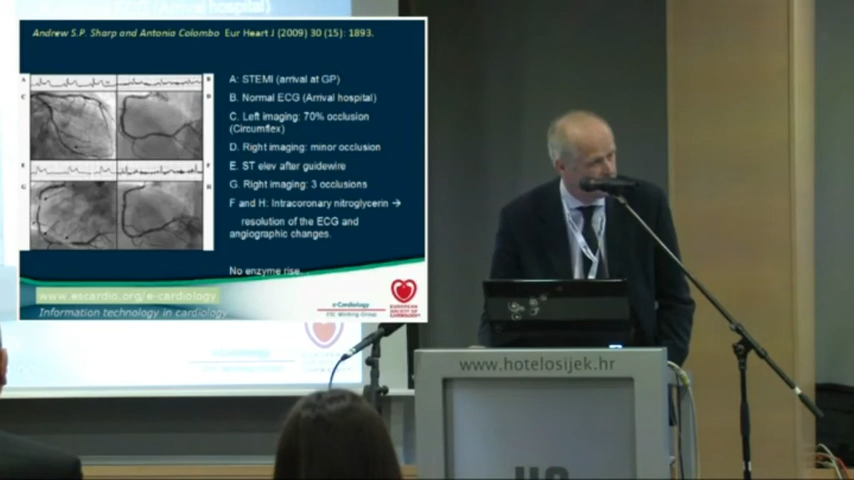 Andrew S.P. Sharp and Antonio Colombo Eur Heart J (2009) 30 (15): 1893.
A: STEMI (arrival at GP)
B. Normal ECG (Arrival hospital)
C. Left imaging: 70% occlusion
(Circumflex)
D. Right imaging: minor occlusion
E. ST elev after guidewire
G. Right imaging: 3 occlusions
F and H: Intracoronary nitroglycerin →
resolution of the ECG and
angiographic changes.
No enzyme rise.
www.escardio.org/e-cardiology
Information technology in cardiology
e-Cardiology
ESC Working Group
EUROPEAN
SOCIETY OF
CARDIOLOGY
A
B
C
D
E
F
G
H
www.hotelosijek.hr